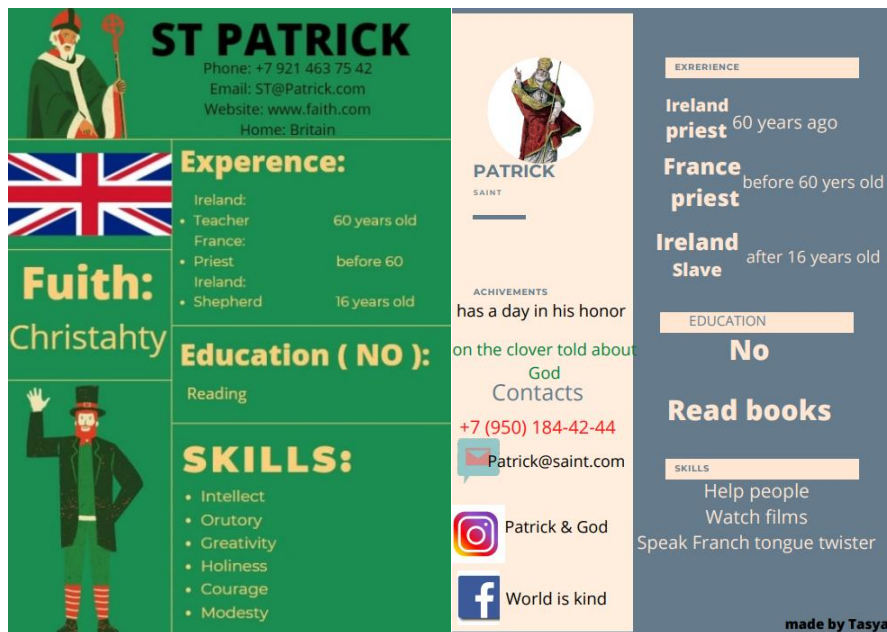 ST PATRICK
Phone: +7 921 463 75 42
Email: ST@Patrick.com
Website: www.faith.com
Home: Britain
Experence:
Ireland:
• Teacher 60 years old
France:
• Priest before 60
Ireland:
• Shepherd 16 years old
Fuith:
Christahty
Education ( NO ):
Reading
SKILLS:
• Intellect
• Orutory
• Greativity
• Holiness
• Courage
• Modesty
PATRICK
SAINT
ACHIVEMENTS
has a day in his honor
on the clover told about
God
Contacts
+7 (950) 184-42-44
Patrick@saint.com
Patrick & God
World is kind
EXRERIENCE
Ireland
priest 60 years ago
France
priest before 60 yers old
Ireland
Slave after 16 years old
EDUCATION
No
Read books
SKILLS
Help people
Watch films
Speak Franch tongue twister
made by Tasya